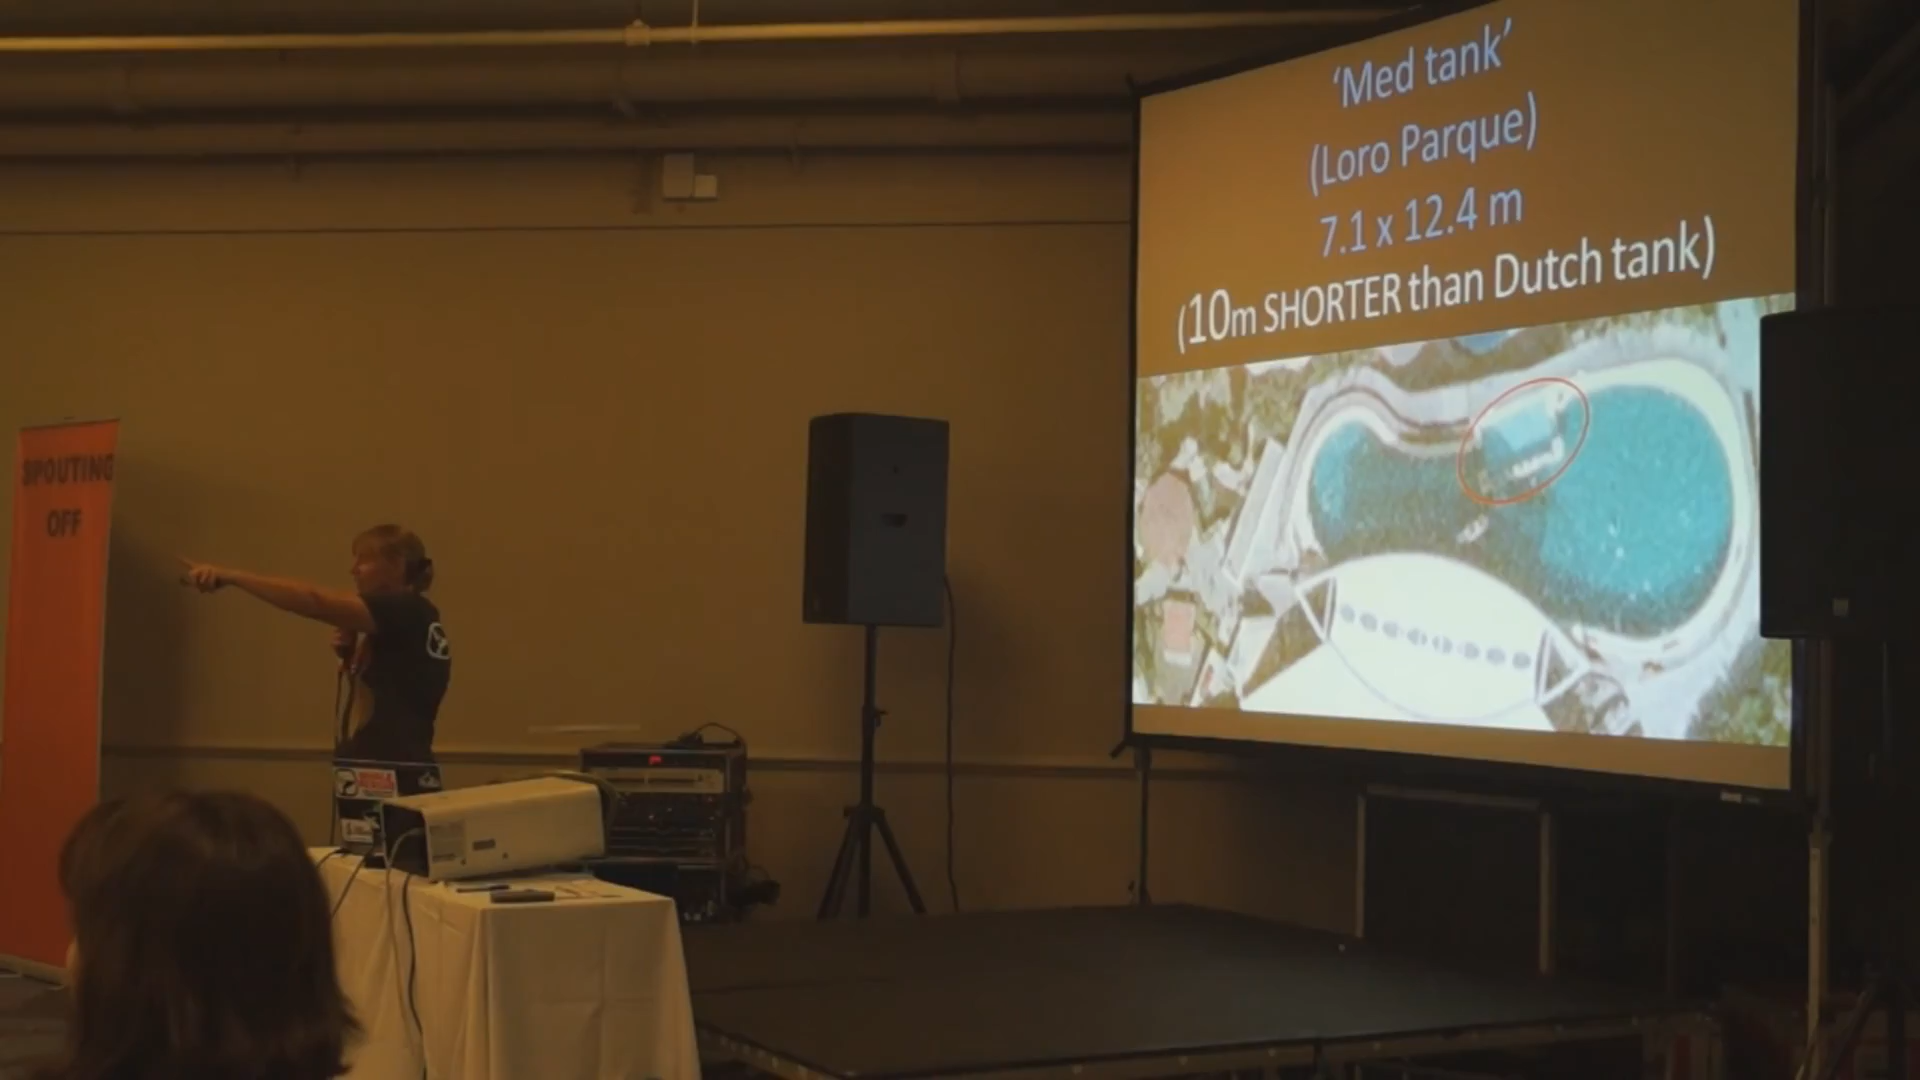 'Med tank'
(Loro Parque)
7.1 x 12.4 m
(10m SHORTER than Dutch tank)
SPOUTING
OFF